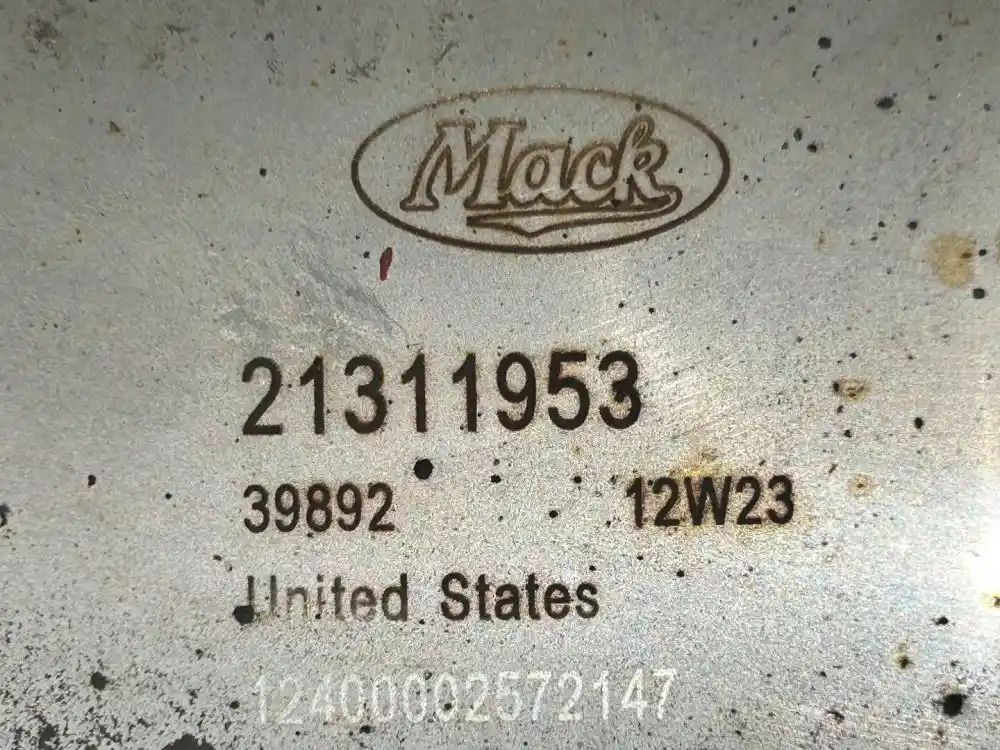 Mack
21311953
39892 12W23
United States
12400002572147